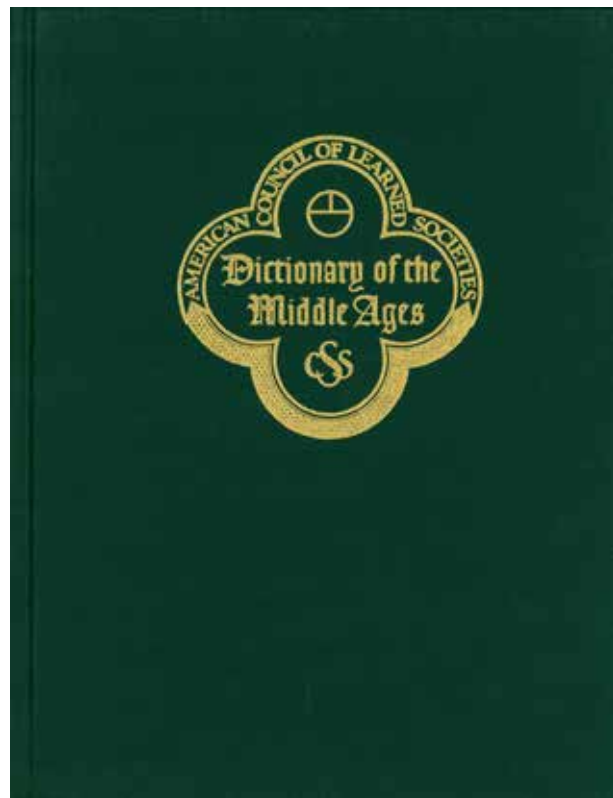 AMERICAN COUNCIL OF LEARNED SOCIETIES
Dictionary of the
Middle Ages
CSS